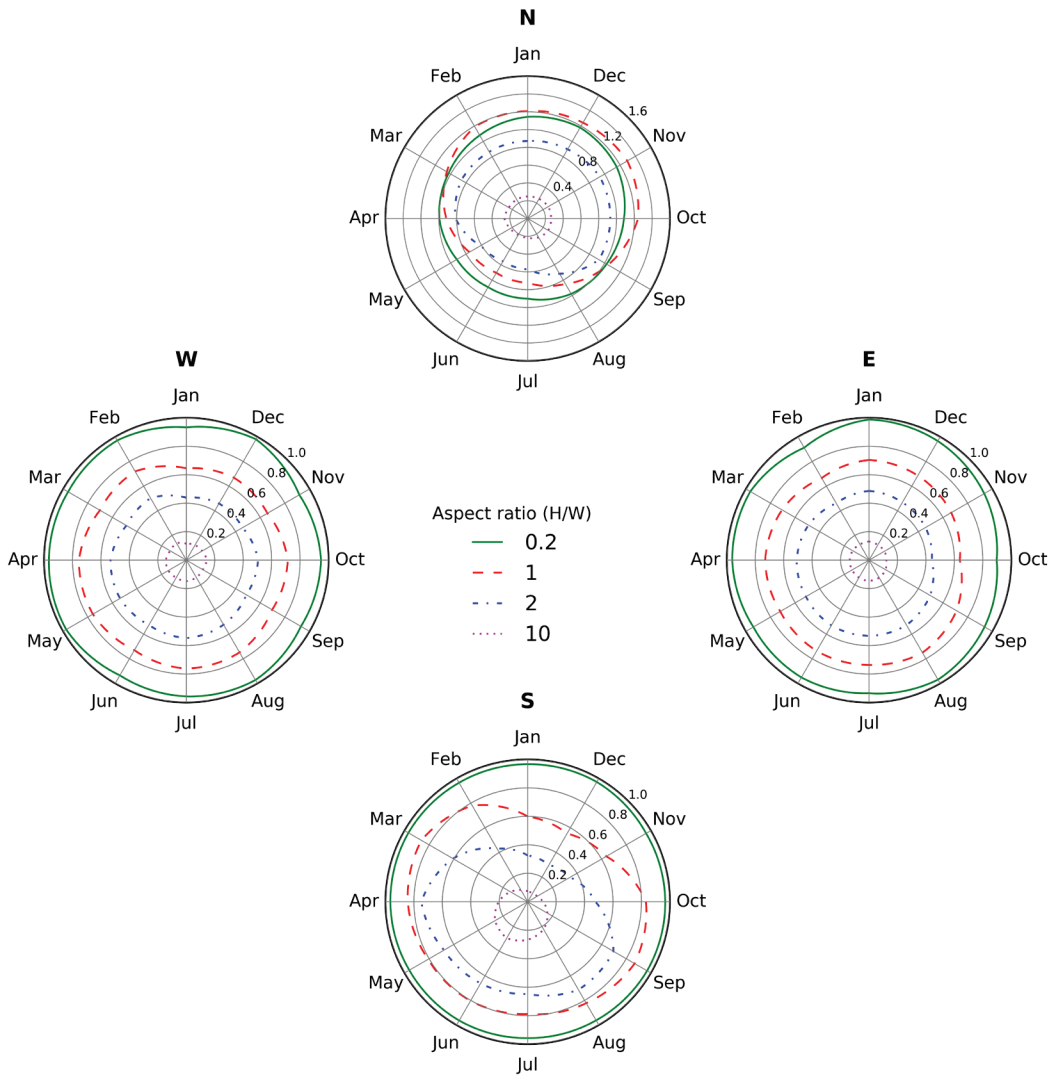 N
Jan
Feb Dec
1.6
Mar 1.2 Nov
0.8
0.4
Apr Oct
May Sep
Jun Aug
Jul
W E
Jan Jan
Feb Dec Feb Dec
1.0 1.0
Mar 0.8 Nov Mar 0.8 Nov
0.6 0.6
0.4 0.4
0.2 0.2
Aspect ratio (H/W)
0.2
Apr Oct Apr Oct
1
2
10
May Sep May Sep
Jun Aug Jun Aug
Jul Jul
S
Jan
Feb Dec
1.0
Mar 0.8 Nov
0.6
0.4
0.2
Apr Oct
May Sep
Jun Aug
Jul